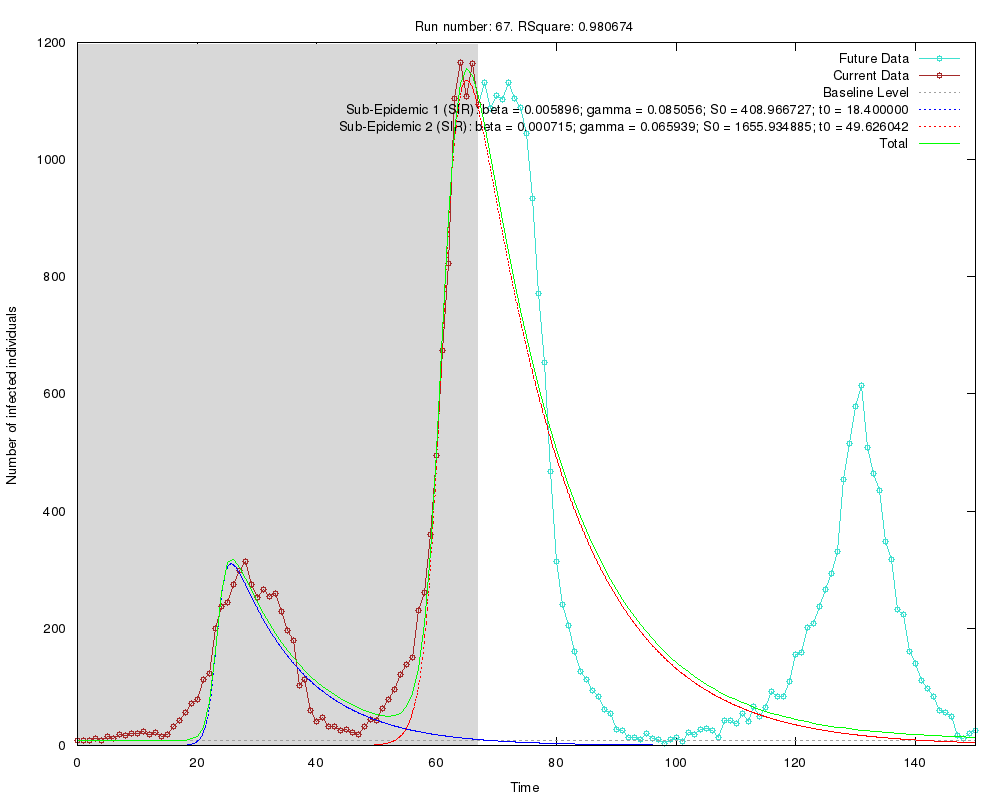 Run number: 67. RSquare: 0.980674
Future Data
Current Data
Baseline Level
Sub-Epidemic 1 (SIR): beta = 0.005896; gamma = 0.085056; S0 = 408.966727; t0 = 18.400000
Sub-Epidemic 2 (SIR): beta = 0.000715; gamma = 0.065939; S0 = 1655.934885; t0 = 49.626042
Total
Number of infected individuals
1200
1000
800
600
400
200
0
0 20 40 60 80 100 120 140
Time